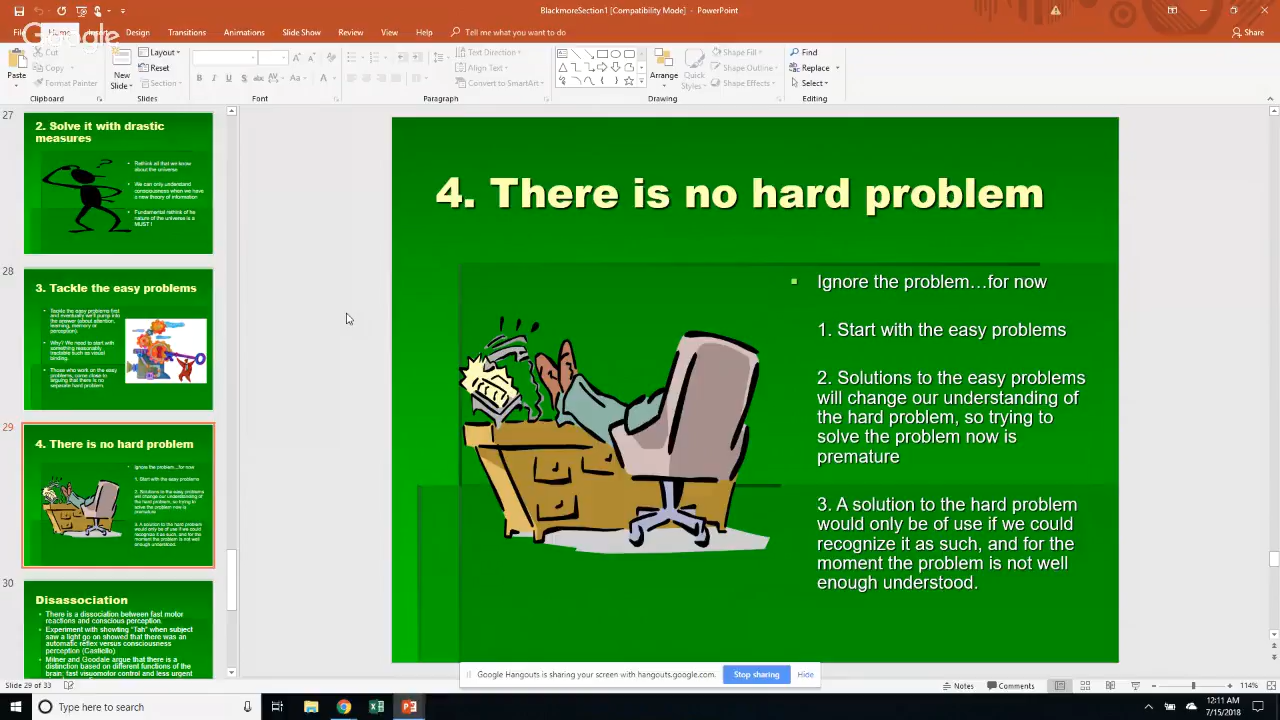 BlackmoreSection1 [Compatibility Mode] - PowerPoint
Google
File Home Insert Design Transitions Animations Slide Show Review View Help Tell me what you want to do Share
Cut
Copy
Format Painter
Clipboard
New
Slide
Layout
Reset
Section
Slides
Font
Text Direction
Align Text
Convert to SmartArt
Paragraph
Arrange
Quick
Styles
Shape Fill
Shape Outline
Shape Effects
Drawing
Find
Replace
Select
Editing
27
2. Solve it with drastic
measures
Rethink all that we know
about the universe
We can only understand
consciousness when we have
a new theory of information
Fundamental rethink of he
nature of the universe is a
MUST !
28
3. Tackle the easy problems
Tackle the easy problems first
and eventually we'll pump into
the answer (about attention,
learning, memory or
perception).
Why? We need to start with
something reasonably
tractable such as visual
binding.
Those who work on the easy
problems, come close to
arguing that there is no
separate hard problem
29
4. There is no hard problem
Ignore the problem…for now
1. Start with the easy problems
2. Solutions to the easy problems
will change our understanding of
the hard problem, so trying to
solve the problem now is
premature
3. A solution to the hard problem
would only be of use if we could
recognize it as such, and for the
moment the problem is not well
enough understood.
30
Disassociation
There is a dissociation between fast motor
reactions and conscious perception.
Experiment with showting "Tah" when subject
saw a light go on showed that there was an
automatic reflex versus consciousness
perception (Castiello)
Milner and Goodale argue that there is a
distinction based on different functions of the
brain: fast visuomotor control and less urgent
4. There is no hard problem
Ignore the problem…for now
1. Start with the easy problems
2. Solutions to the easy problems
will change our understanding of
the hard problem, so trying to
solve the problem now is
premature
3. A solution to the hard problem
would only be of use if we could
recognize it as such, and for the
moment the problem is not well
enough understood.
Google Hangouts is sharing your screen with hangouts.google.com. Stop sharing Hide
Slide 29 of 33 Notes Comments 114%
Type here to search
12:11 AM
7/15/2018